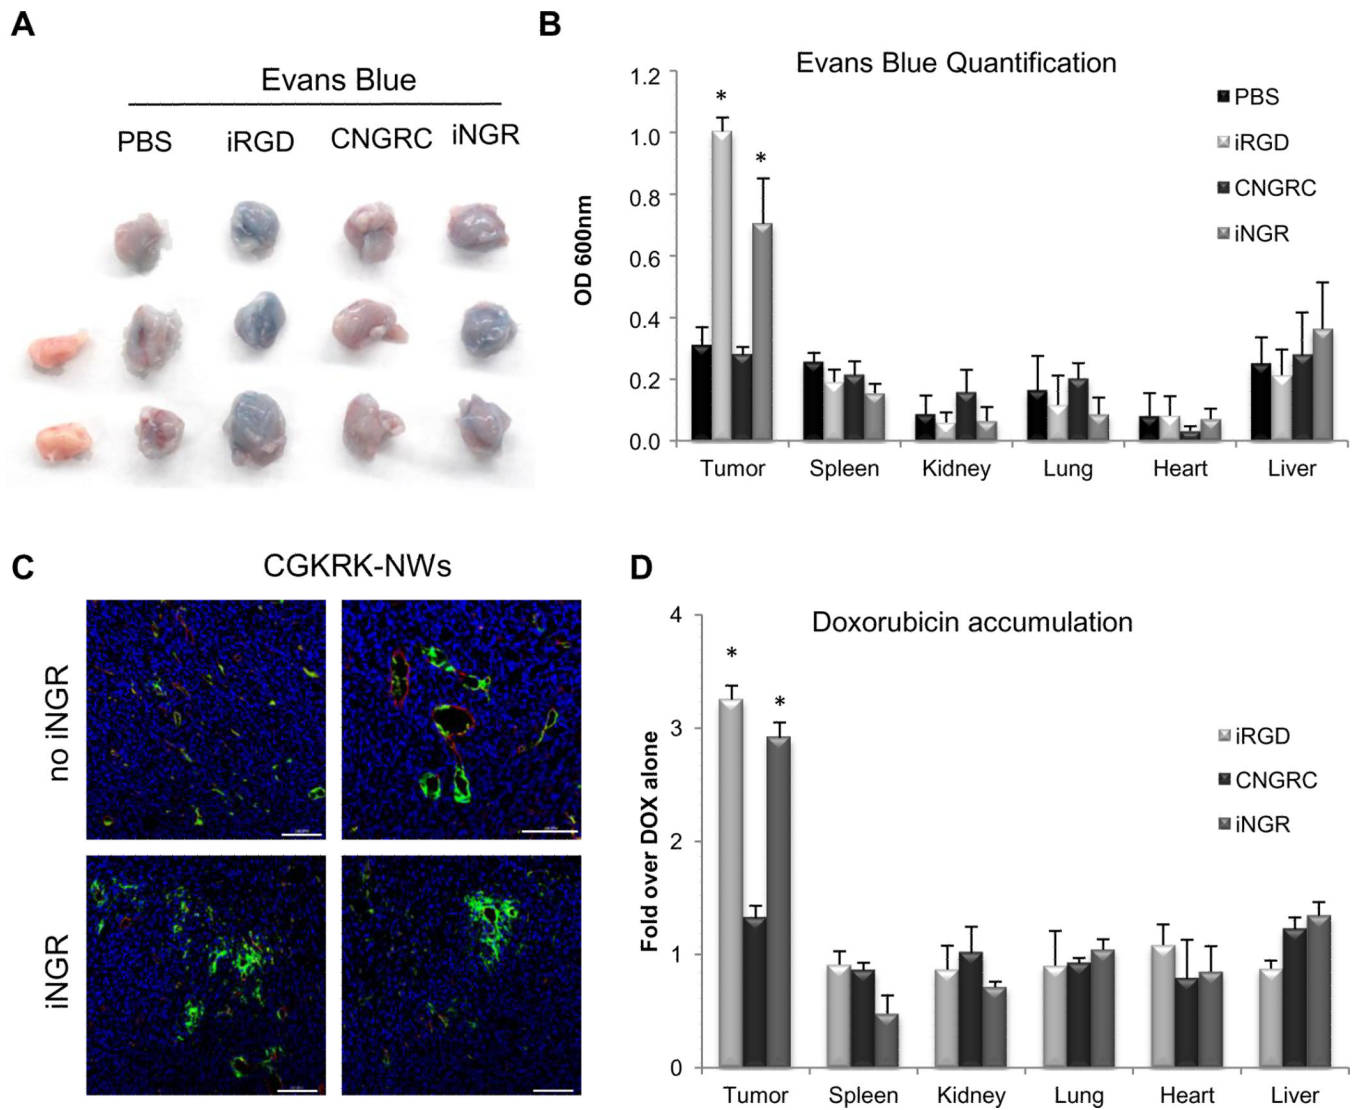 A
Evans Blue
PBS iRGD CNGRC iNGR
B
Evans Blue Quantification
OD 600nm
1.2
1.0
0.8
0.6
0.4
0.2
0.0
* *
PBS
iRGD
CNGRC
iNGR
Tumor Spleen Kidney Lung Heart Liver
C
CGKRK-NWs
no iNGR
iNGR
D
Doxorubicin accumulation
Fold over DOX alone
4
3
2
1
0
* *
iRGD
CNGRC
iNGR
Tumor Spleen Kidney Lung Heart Liver